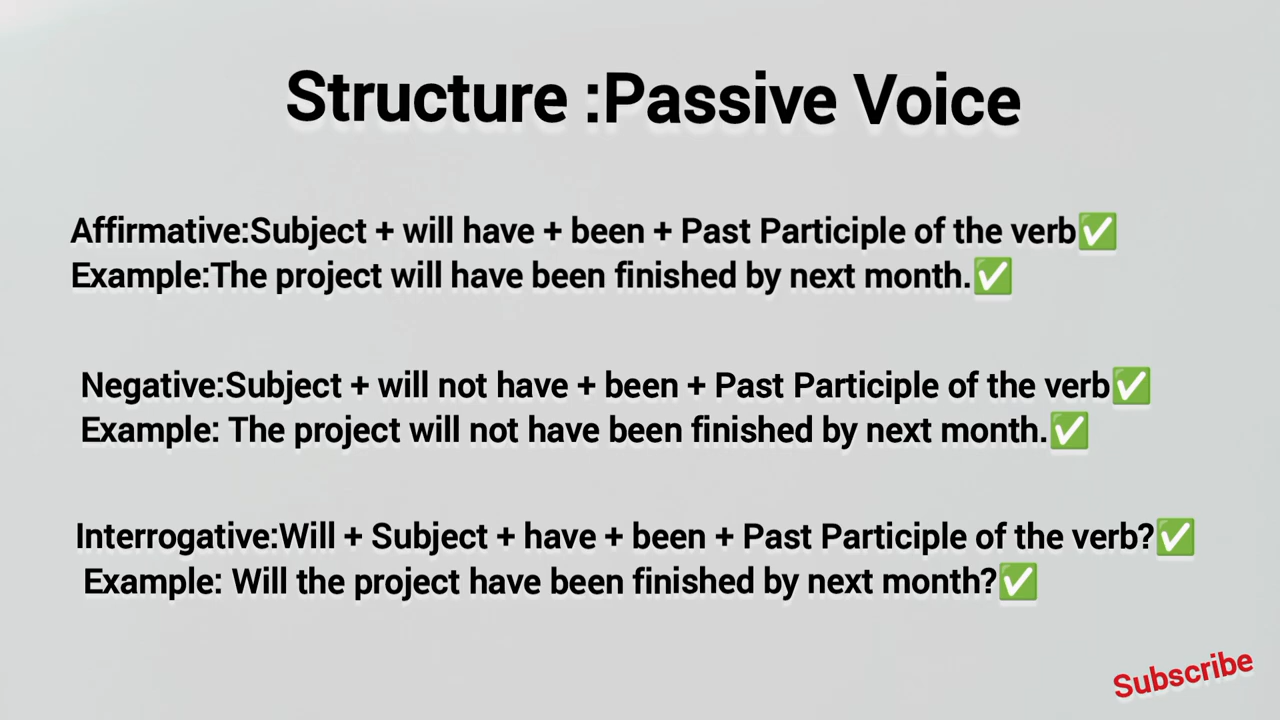 Structure :Passive Voice
Affirmative:Subject + will have + been + Past Participle of the verb✅
Example:The project will have been finished by next month.✅
Negative:Subject + will not have + been + Past Participle of the verb✅
Example: The project will not have been finished by next month.✅
Interrogative:Will + Subject + have + been + Past Participle of the verb?✅
Example: Will the project have been finished by next month?✅
Subscribe